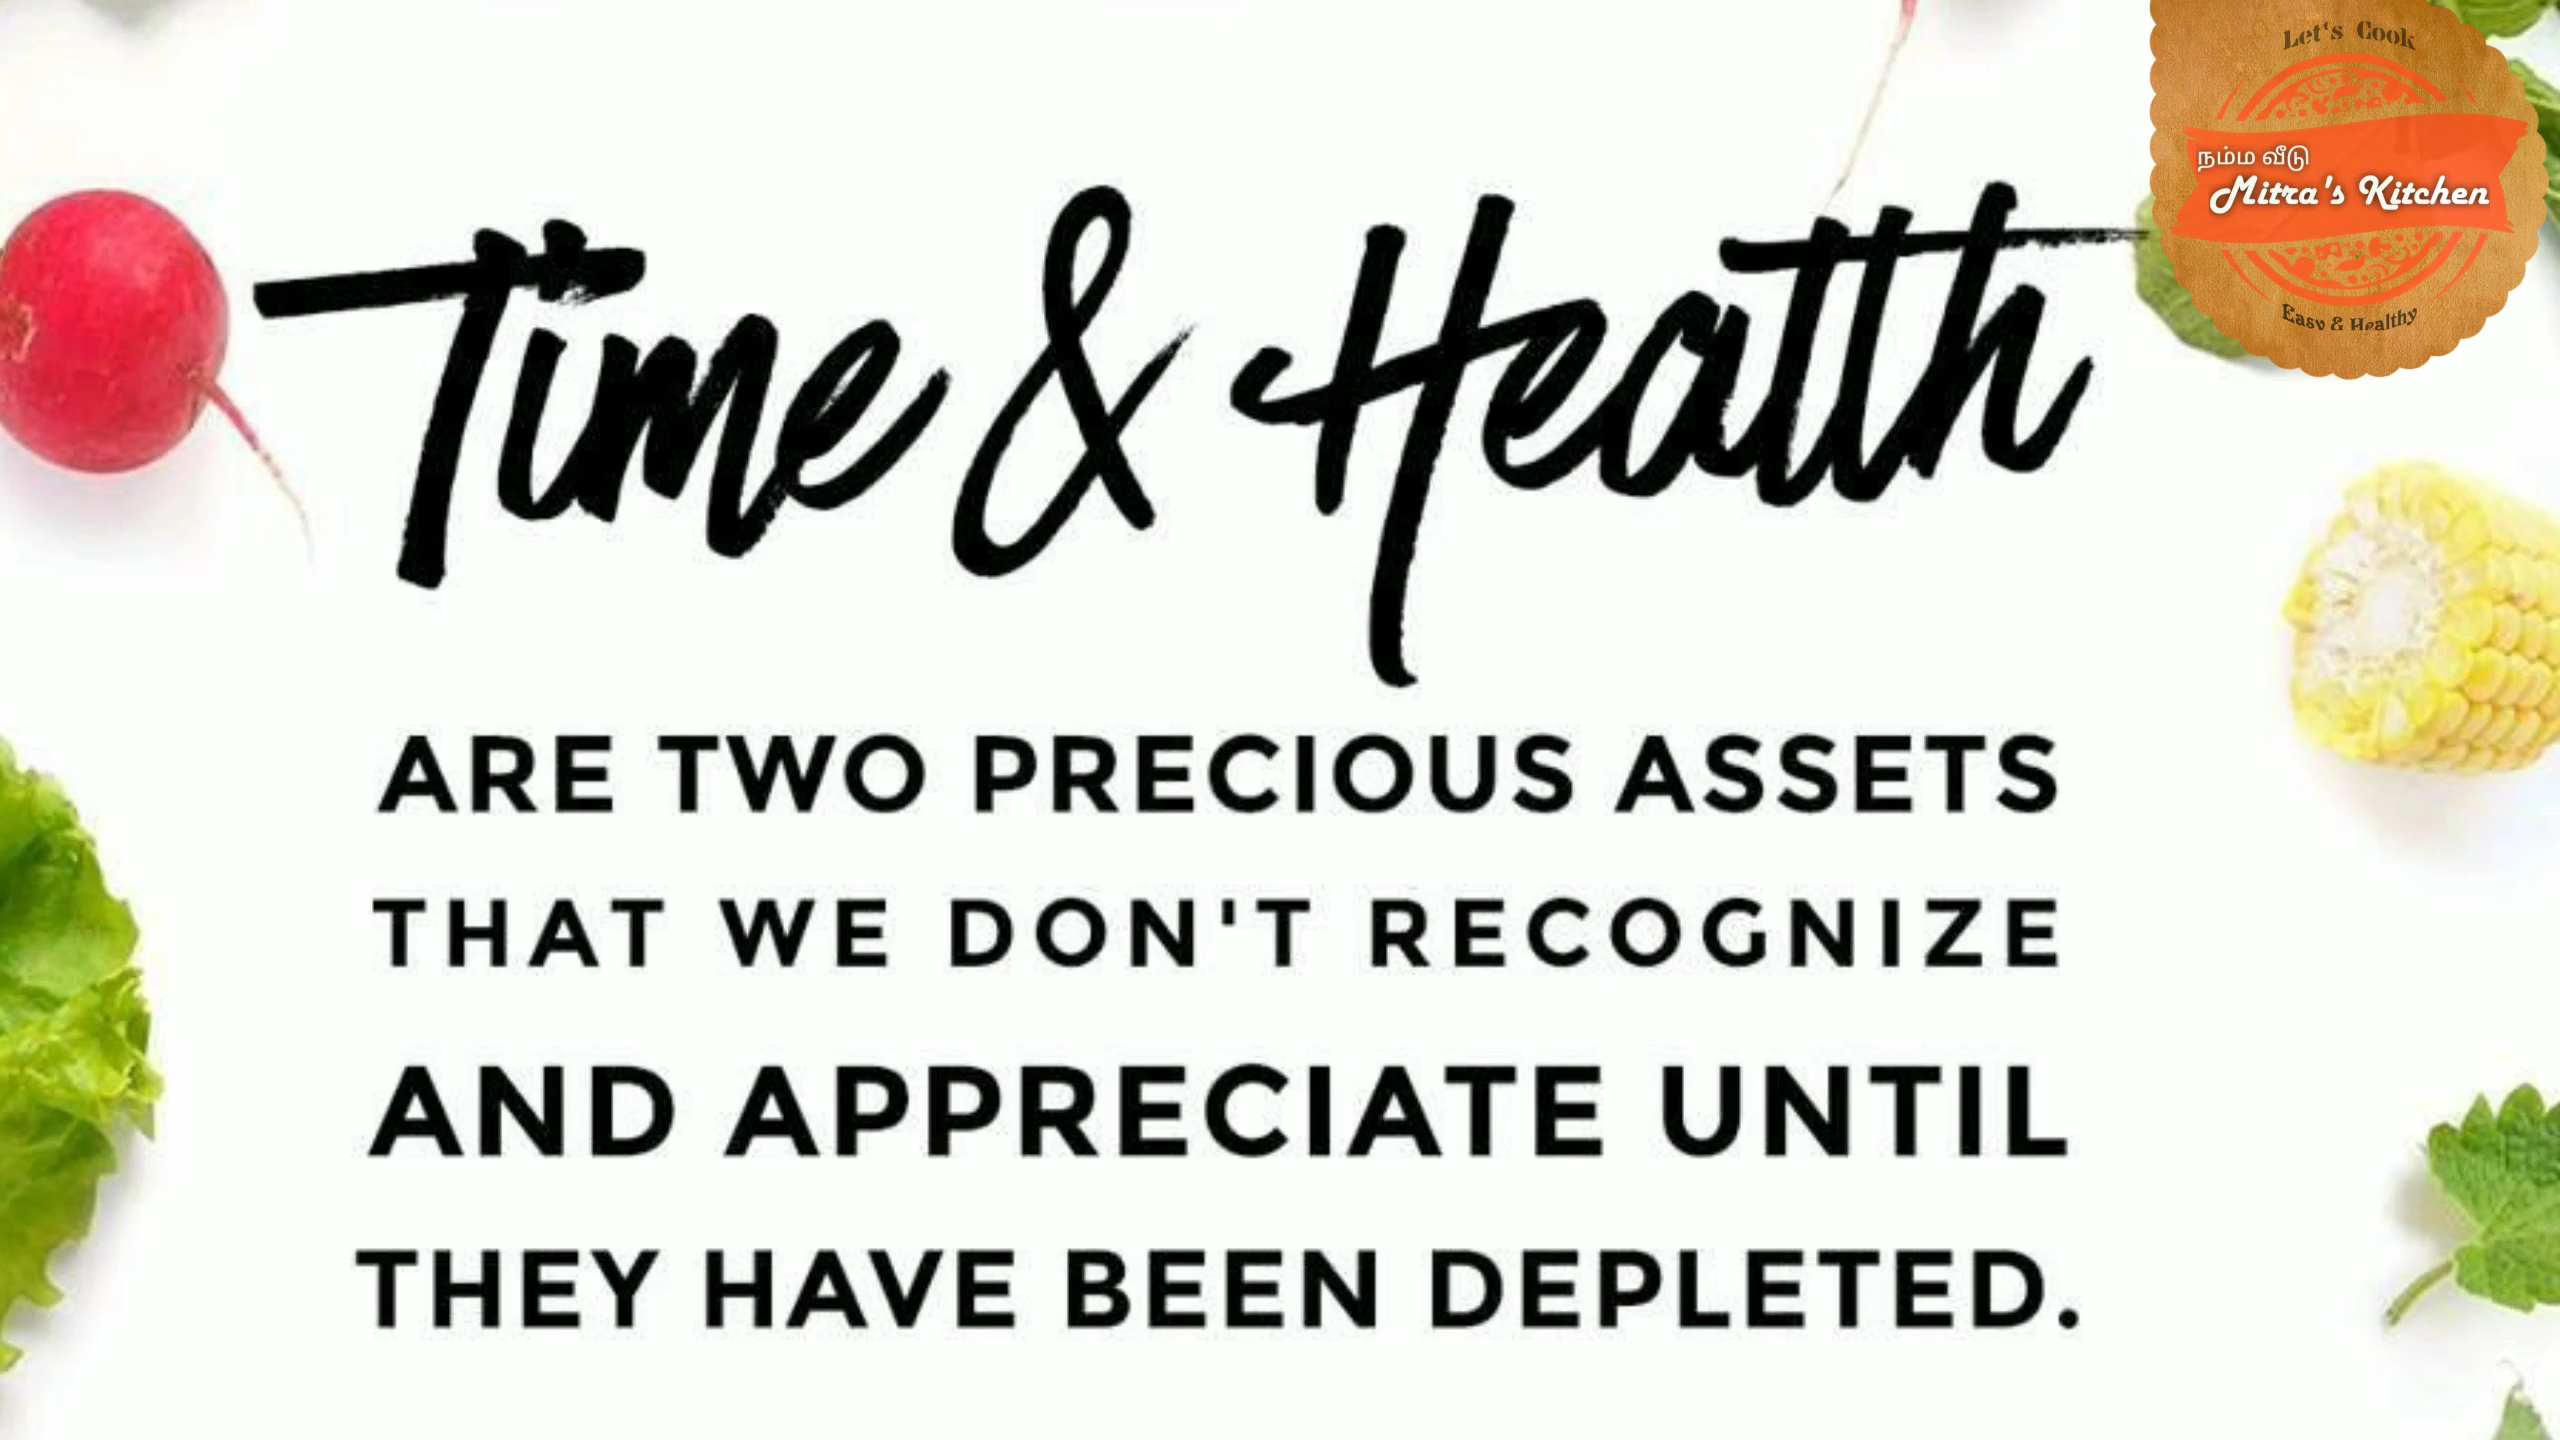 Let's Cook
நம்ம வீடு
Mitra's Kitchen
Easy & Healthy
Time & Health
ARE TWO PRECIOUS ASSETS
THAT WE DON'T RECOGNIZE
AND APPRECIATE UNTIL
THEY HAVE BEEN DEPLETED.